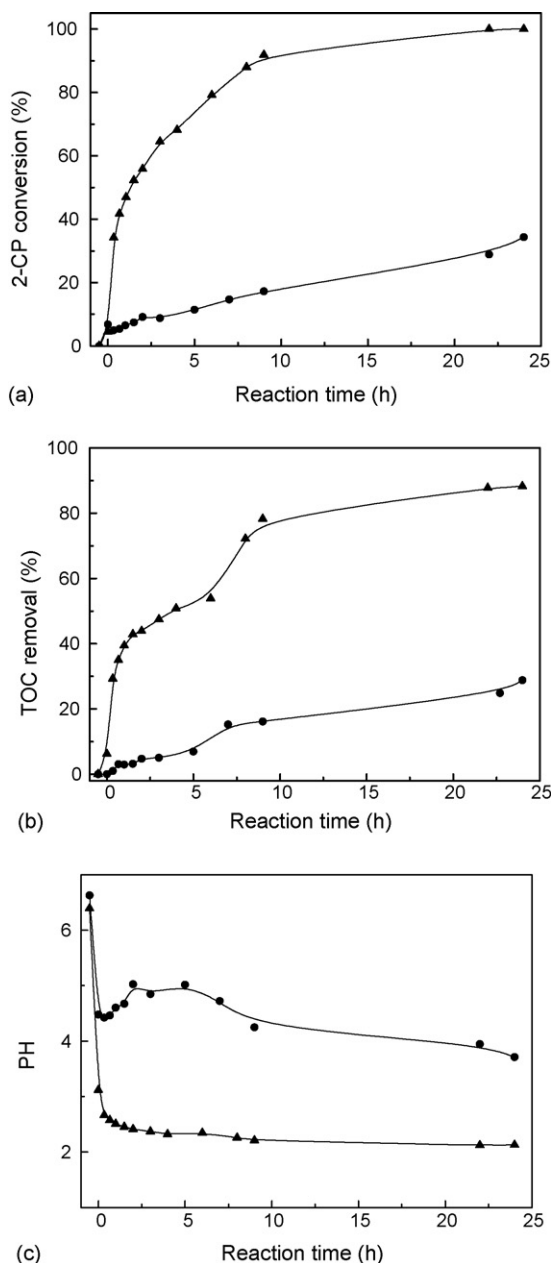 100
80
60
40
20
0
2-CP conversion (%)
0 5 10 15 20 25
(a) Reaction time (h)
100
80
60
40
20
0
TOC removal (%)
0 5 10 15 20 25
(b) Reaction time (h)
6
4
2
PH
0 5 10 15 20 25
(c) Reaction time (h)